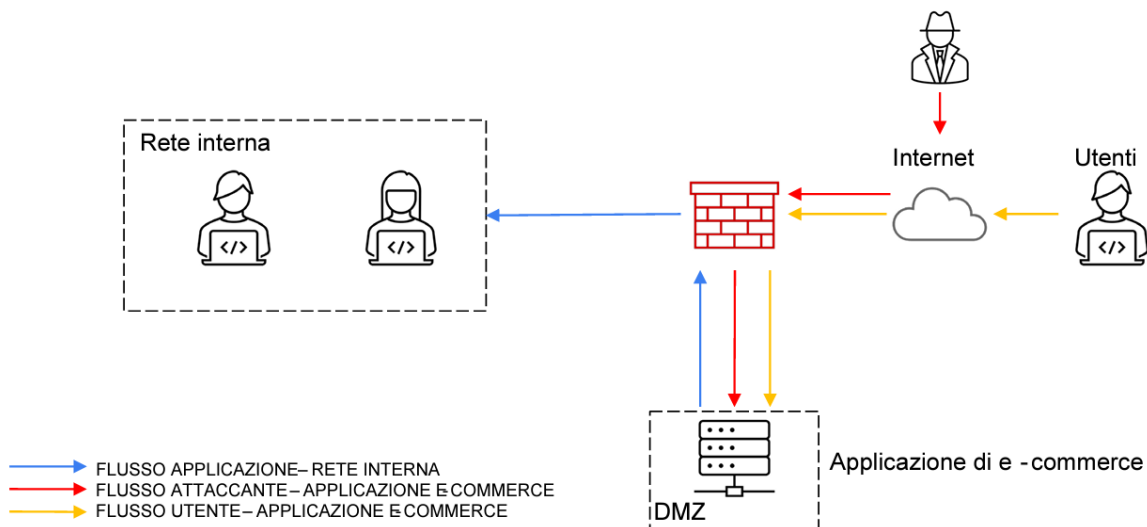 Rete interna
Internet
Utenti
Applicazione di e -commerce
DMZ
FLUSSO APPLICAZIONE– RETE INTERNA
FLUSSO ATTACCANTE – APPLICAZIONE E-COMMERCE
FLUSSO UTENTE– APPLICAZIONE E-COMMERCE